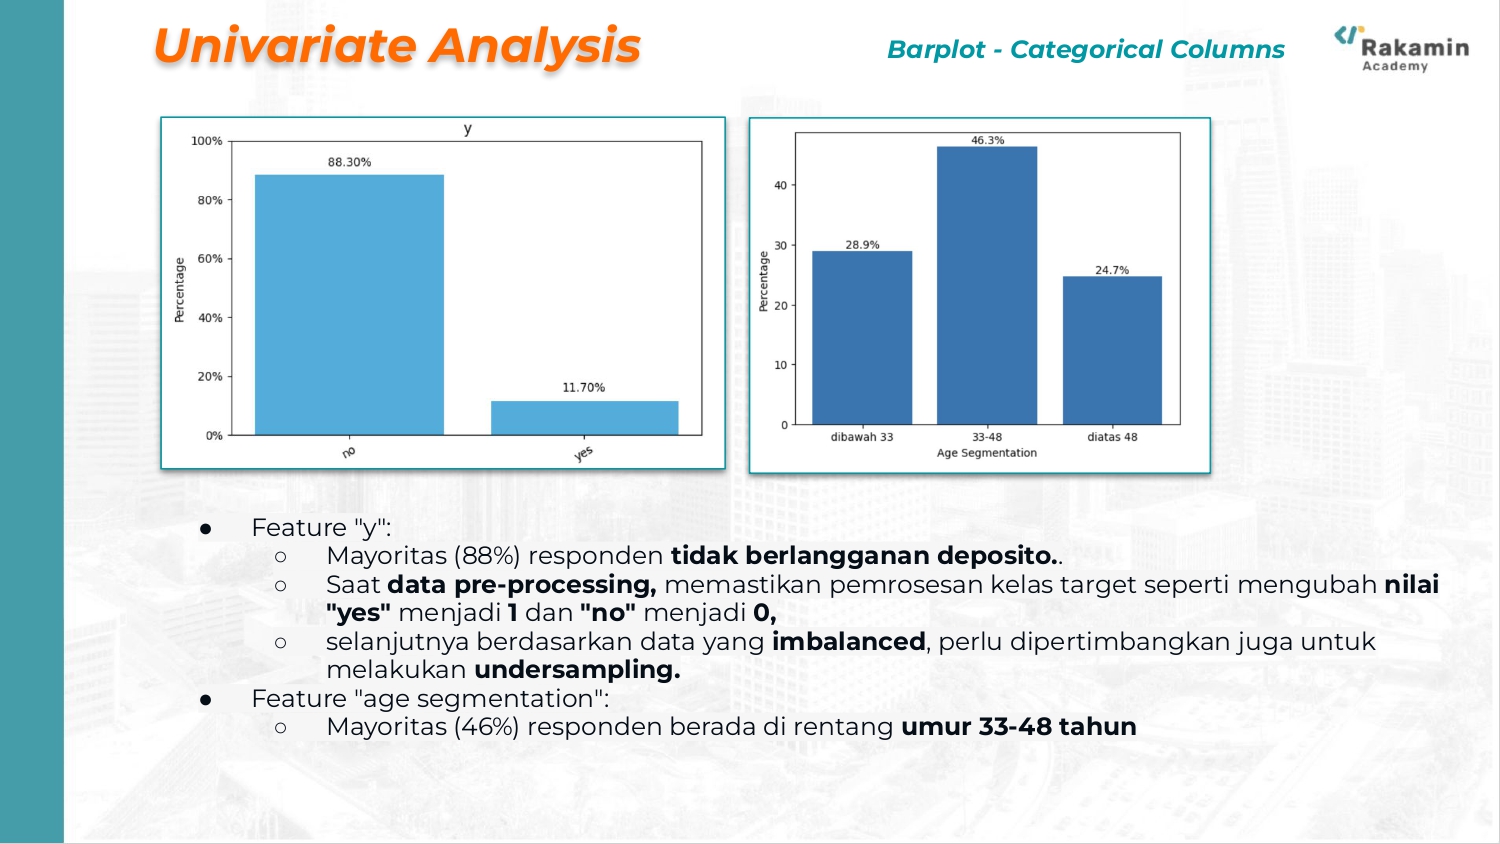 Univariate Analysis
Barplot - Categorical Columns
Rakamin
Academy
y
100%
80%
60%
40%
20%
0%
Percentage
88.30%
11.70%
no
yes
40
30
20
10
0
Percentage
46.3%
28.9%
24.7%
dibawah 33
33-48
diatas 48
Age Segmentation
● Feature "y":
○ Mayoritas (88%) responden tidak berlangganan deposito..
○ Saat data pre-processing, memastikan pemrosesan kelas target seperti mengubah nilai
"yes" menjadi 1 dan "no" menjadi 0,
○ selanjutnya berdasarkan data yang imbalanced, perlu dipertimbangkan juga untuk
melakukan undersampling.
● Feature "age segmentation":
○ Mayoritas (46%) responden berada di rentang umur 33-48 tahun